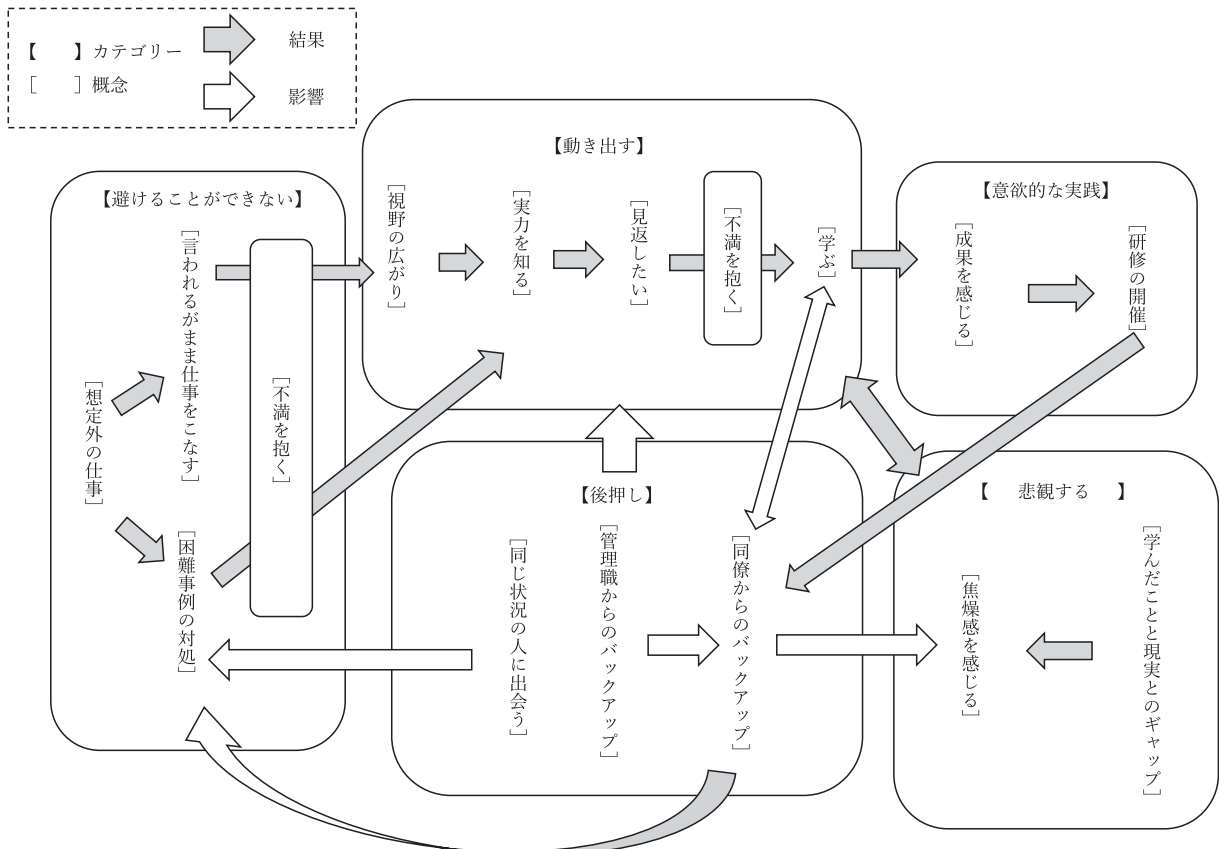 【　　】カテゴリー
結果
［　　］概念
影響
【避けることができない】
［想定外の仕事］
［言われるがまま仕事をこなす］
［困難事例の対処］
［不満を抱く］
【動き出す】
［視野の広がり］
［実力を知る］
［見返したい］
［不満を抱く］
［学ぶ］
【意欲的な実践】
［成果を感じる］
［研修の開催］
【後押し】
［同じ状況の人に出会う］
［管理職からのバックアップ］
［同僚からのバックアップ］
【　悲観する　】
［焦燥感を感じる］
［学んだことと現実とのギャップ］